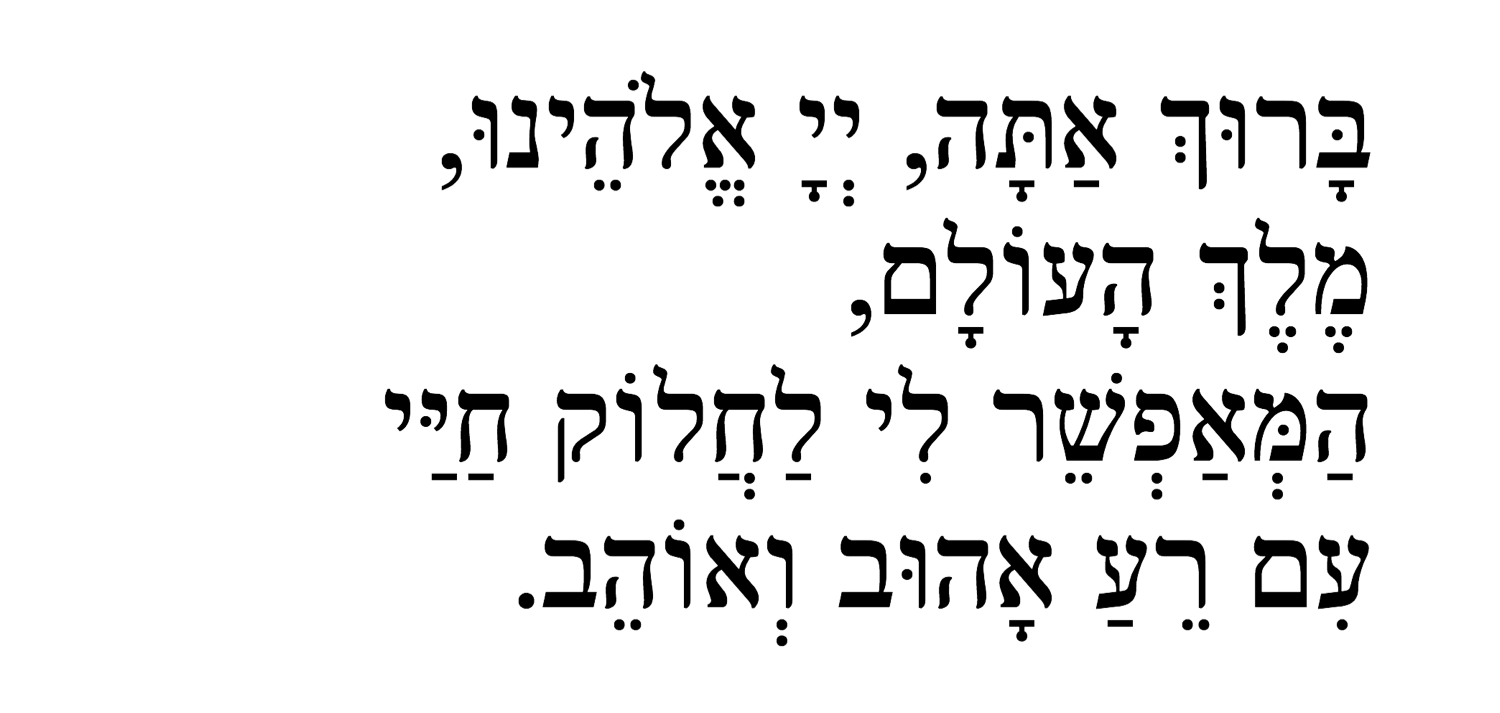 בָּרוּךְ אַתָּה, יְיָ אֱלֹהֵינוּ,
מֶלֶךְ הָעוֹלָם,
הַמְּאַפְשֵׁר לִי לַחֲלוֹק חַיַּי
עִם רֵעַ אָהוּב וְאוֹהֵב.